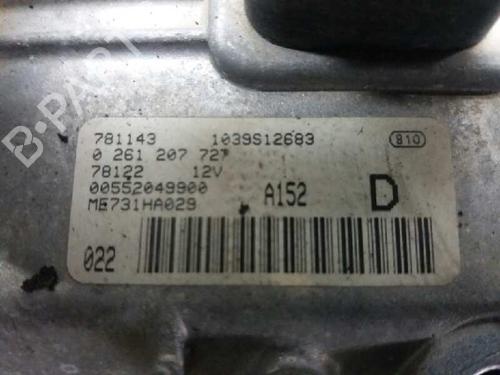 B-PARTS
781143 1039S12683 810
0 261 207 727
78122 12V
00552049900 A152 D
ME731HA029
022